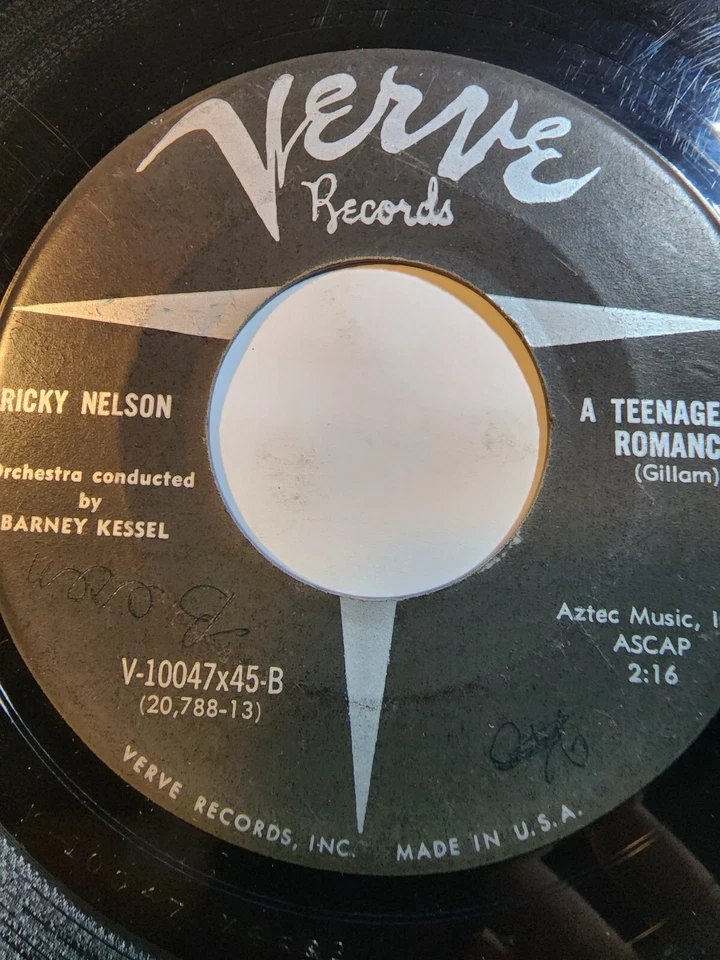 Verve
Records
RICKY NELSON
Orchestra conducted
by
BARNEY KESSEL
A TEENAGE
ROMANC
(Gillam)
Aztec Music, I
ASCAP
2:16
V-10047x45-B
(20,788-13)
VERVE RECORDS, INC. MADE IN U.S.A.